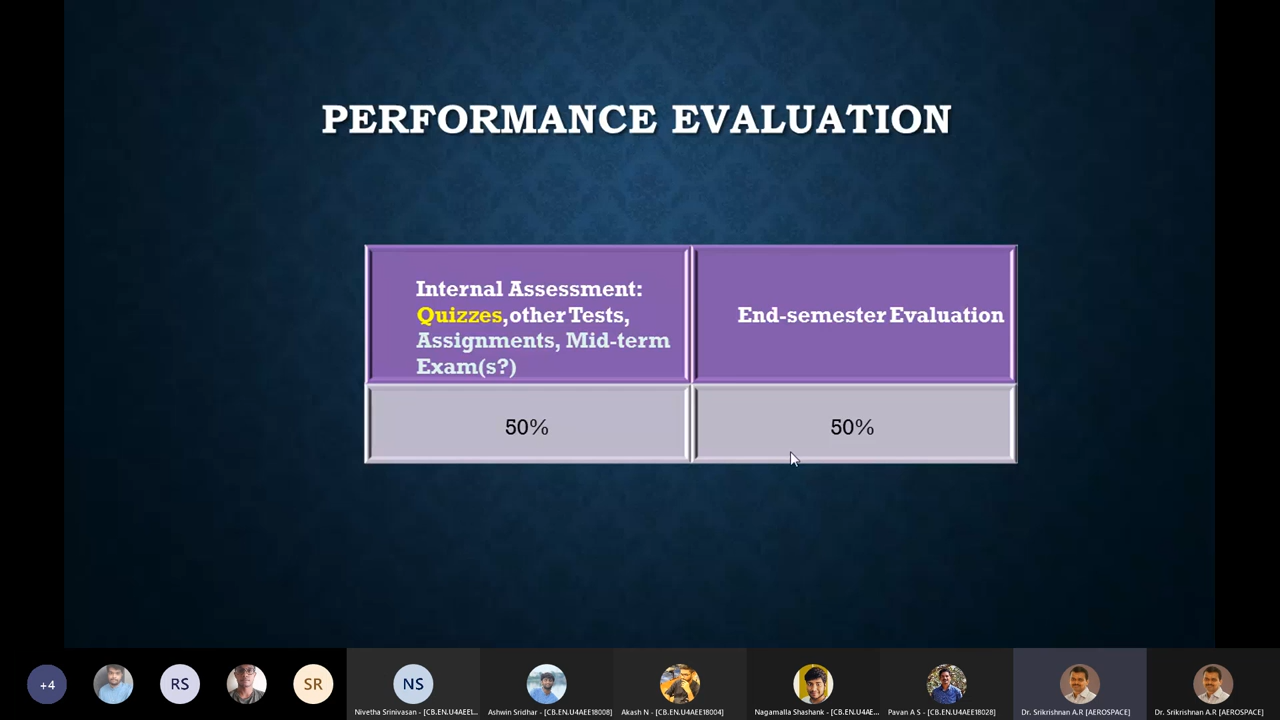 PERFORMANCE EVALUATION
Internal Assessment:
Quizzes,other Tests,
Assignments, Mid-term
Exam(s?)
End-semester Evaluation
50%
50%
+4
RS
SR
NS
Nivetha Srinivasan - [CB.EN.U4AEE1...
Ashwin Sridhar - [CB.EN.U4AEE18008]
Akash N - [CB.EN.U4AEE18004]
Nagamalla Shashank - [CB.EN.U4AE...
Pavan A S - [CB.EN.U4AEE18028]
Dr. Srikrishnan A.R [AEROSPACE]
Dr. Srikrishnan A.R [AEROSPACE]